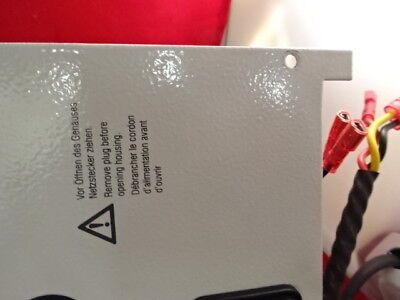 Vor Öffnen des Gehäuses
Netzstecker ziehen.
Remove plug before
opening housing.
Débrancher le cordon
d'alimentation avant
d'ouvrir